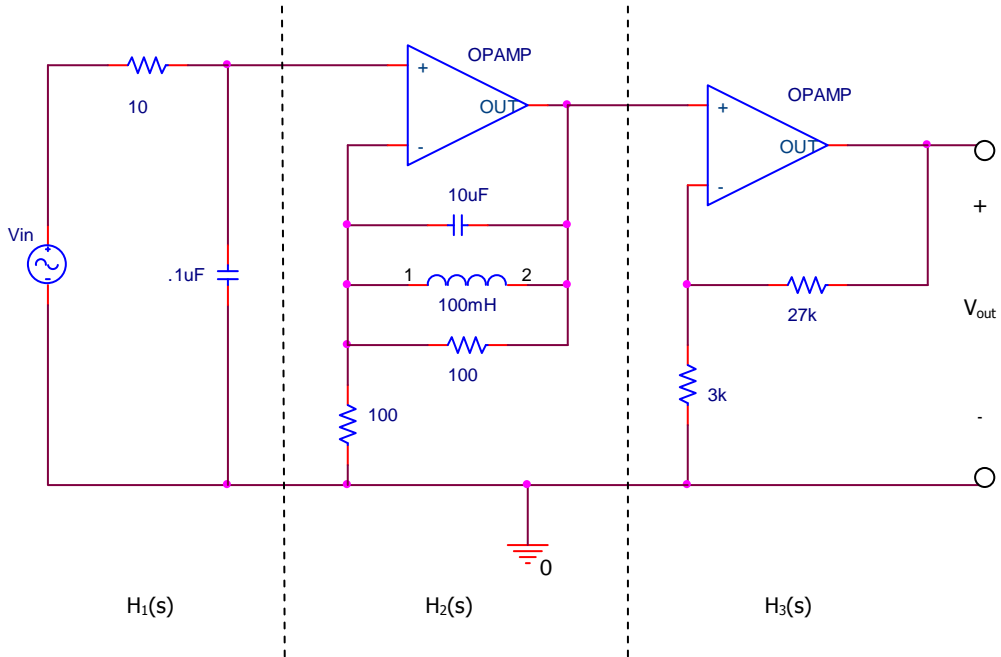 OPAMP
+
OUT
-
10
OPAMP
+
OUT
-
10uF
Vin
+
-
.1uF
1
2
100mH
100
100
27k
3k
+
Vout
-
0
H1(s)
H2(s)
H3(s)